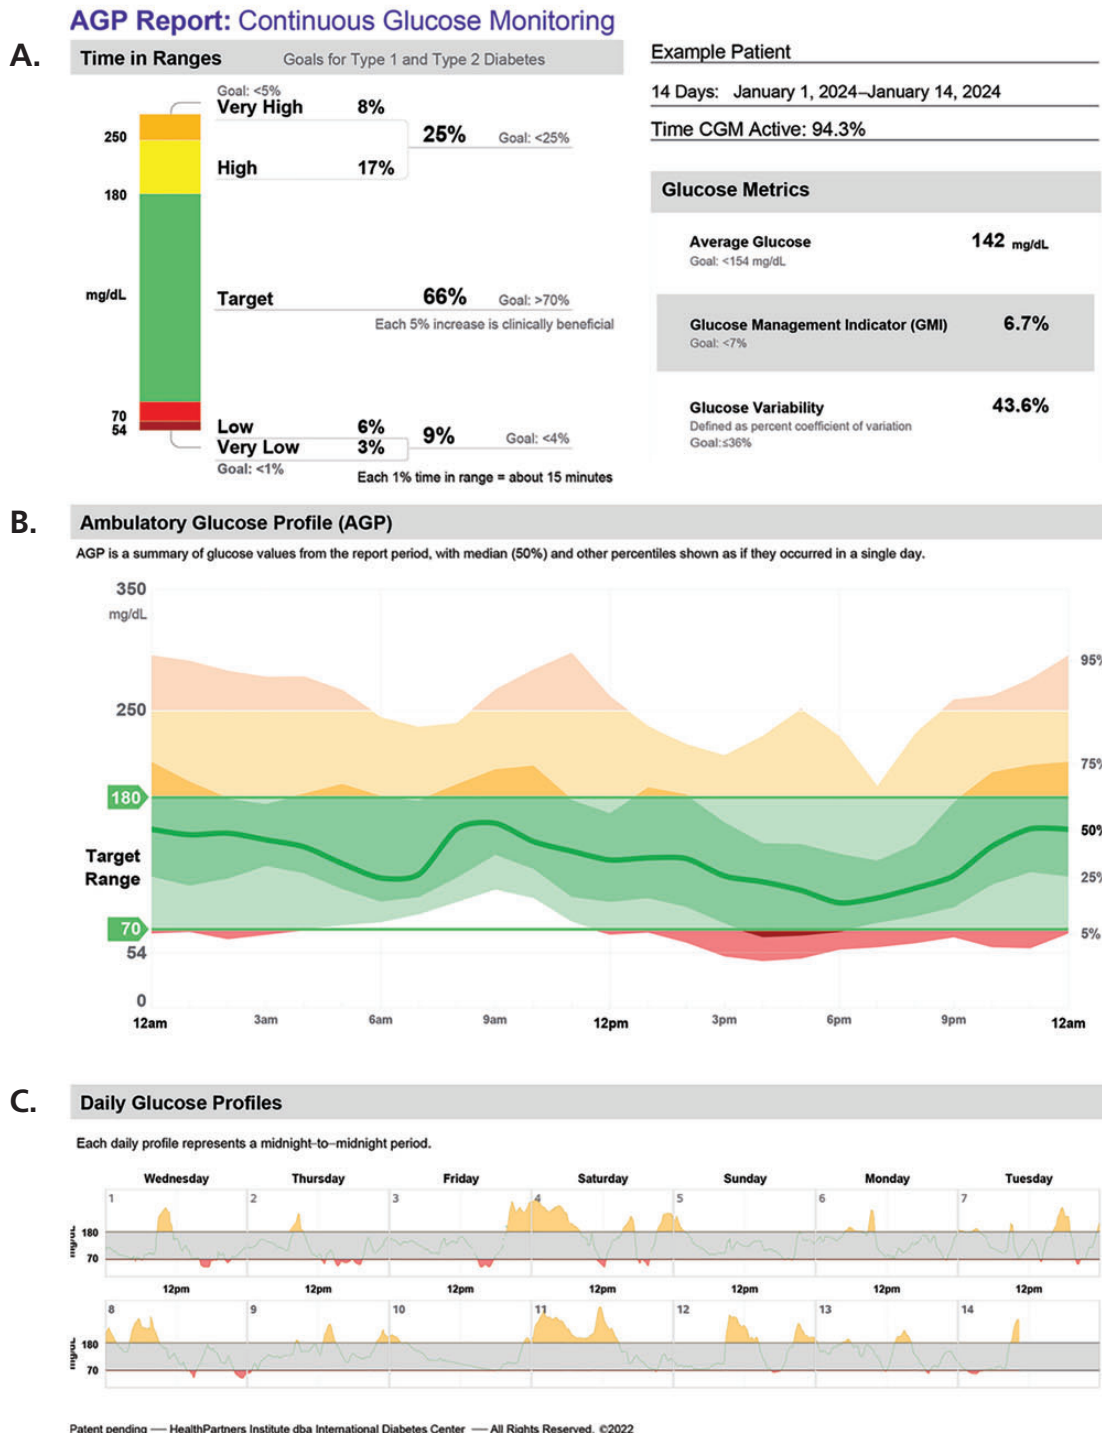 AGP Report: Continuous Glucose Monitoring
A.
Time in Ranges Goals for Type 1 and Type 2 Diabetes
Goal: <5%
Very High 8%
250
25% Goal: <25%
High 17%
180
mg/dL
Target 66% Goal: >70%
Each 5% increase is clinically beneficial
70
54
Low 6%
9% Goal: <4%
Very Low 3%
Goal: <1%
Each 1% time in range = about 15 minutes
Example Patient
14 Days: January 1, 2024–January 14, 2024
Time CGM Active: 94.3%
Glucose Metrics
Average Glucose 142 mg/dL
Goal: <154 mg/dL
Glucose Management Indicator (GMI) 6.7%
Goal: <7%
Glucose Variability 43.6%
Defined as percent coefficient of variation
Goal:≤36%
B.
Ambulatory Glucose Profile (AGP)
AGP is a summary of glucose values from the report period, with median (50%) and other percentiles shown as if they occurred in a single day.
350
mg/dL
95%
250
75%
180
50%
Target
Range
25%
70
5%
54
0
12am 3am 6am 9am 12pm 3pm 6pm 9pm 12am
C.
Daily Glucose Profiles
Each daily profile represents a midnight-to-midnight period.
Wednesday Thursday Friday Saturday Sunday Monday Tuesday
1 2 3 4 5 6 7
180
70
12pm 12pm 12pm 12pm 12pm 12pm 12pm
8 9 10 11 12 13 14
180
70
Patent pending — HealthPartners Institute dba International Diabetes Center — All Rights Reserved. ©2022